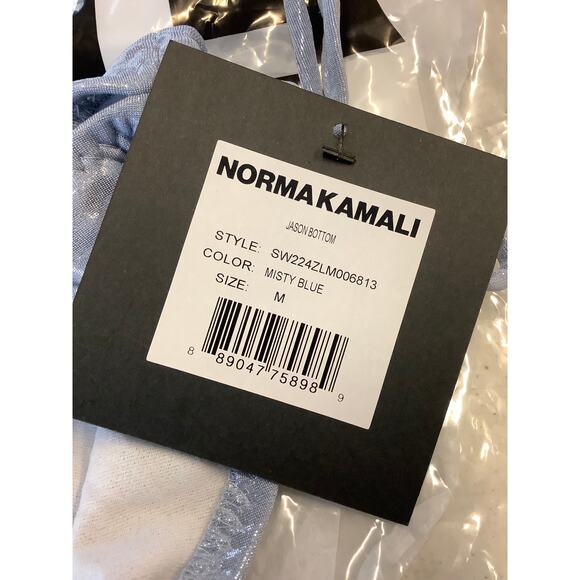 NORMAKAMALI
JASON BOTTOM
STYLE: SW224ZLM006813
COLOR: MISTY BLUE
SIZE: M
8 89047 75898 9